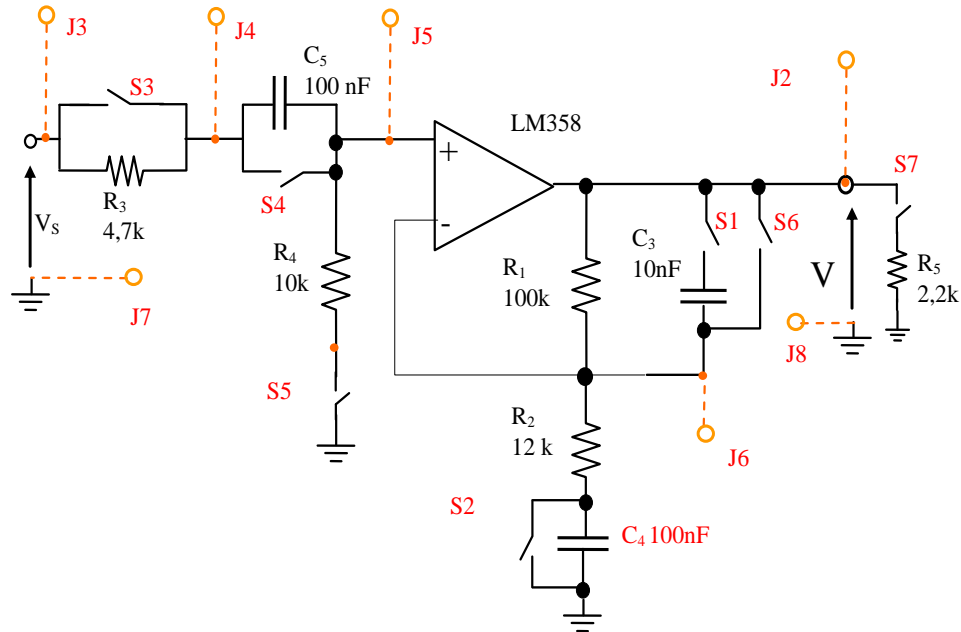 J3
J4
J5
J2
S3
C5
100 nF
LM358
S7
+
-
R3
4,7k
S4
VS
R4
10k
S1
S6
C3
10nF
R1
100k
V
R5
2,2k
J7
J8
S5
R2
12 k
J6
S2
C4 100nF